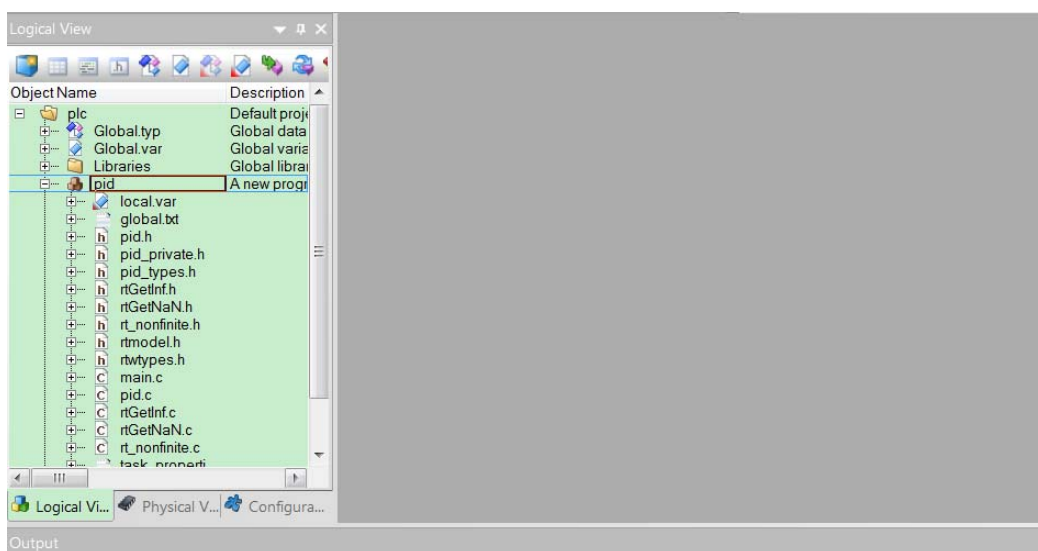 Logical View
Object Name Description
plc Default proje
Global.typ Global data
Global.var Global varia
Libraries Global librar
pid A new progr
local.var
global.txt
pid.h
pid_private.h
pid_types.h
rtGetInf.h
rtGetNaN.h
rt_nonfinite.h
rtmodel.h
rtwtypes.h
main.c
pid.c
rtGetInf.c
rtGetNaN.c
rt_nonfinite.c
task_properti
Logical Vi... Physical V... Configura...
Output